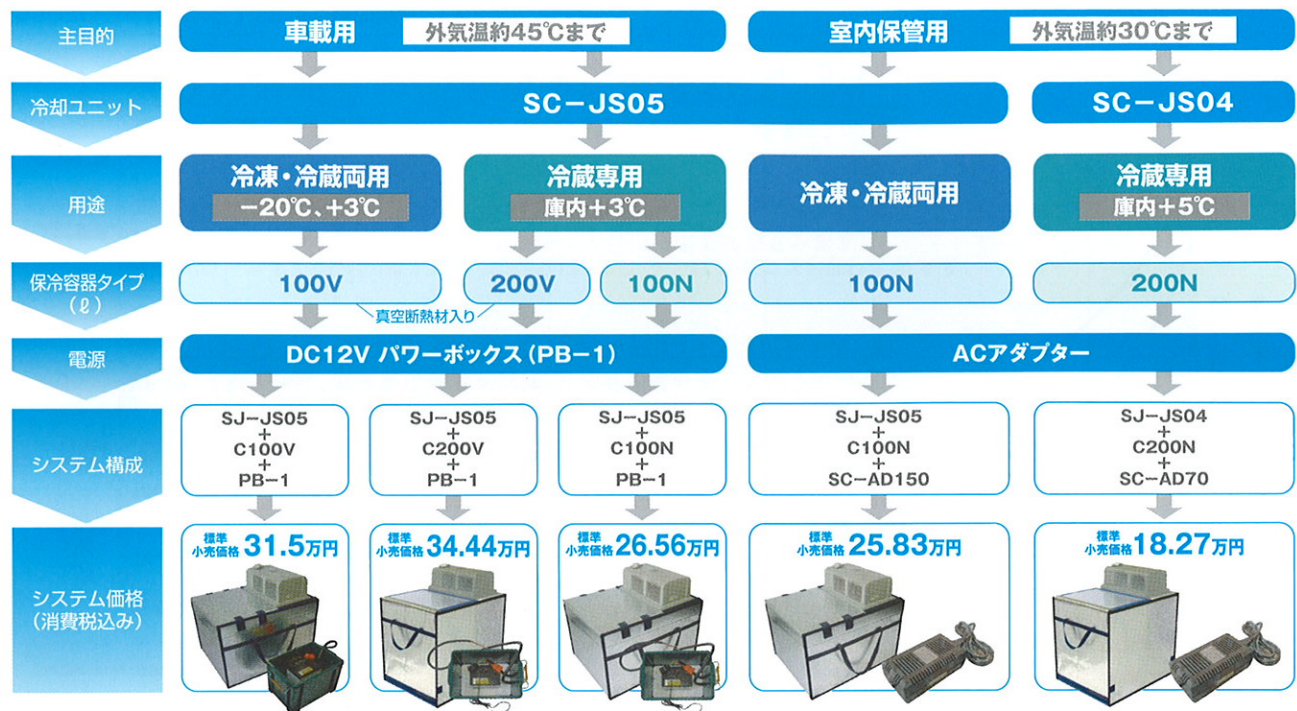 主目的
車載用 外気温約45℃まで
室内保管用 外気温約30℃まで
冷却ユニット
SC-JS05
SC-JS04
用途
冷凍・冷蔵両用
-20℃、+3℃
冷蔵専用
庫内+3℃
冷凍・冷蔵両用
冷蔵専用
庫内+5℃
保冷容器タイプ
(ℓ)
100V
200V
100N
100N
200N
真空断熱材入り
電源
DC12V パワーボックス(PB-1)
ACアダプター
システム構成
SJ-JS05
+
C100V
+
PB-1
SJ-JS05
+
C200V
+
PB-1
SJ-JS05
+
C100N
+
PB-1
SJ-JS05
+
C100N
+
SC-AD150
SJ-JS04
+
C200N
+
SC-AD70
システム価格
(消費税込み)
標準
小売価格 31.5万円
標準
小売価格 34.44万円
標準
小売価格 26.56万円
標準
小売価格 25.83万円
標準
小売価格 18.27万円